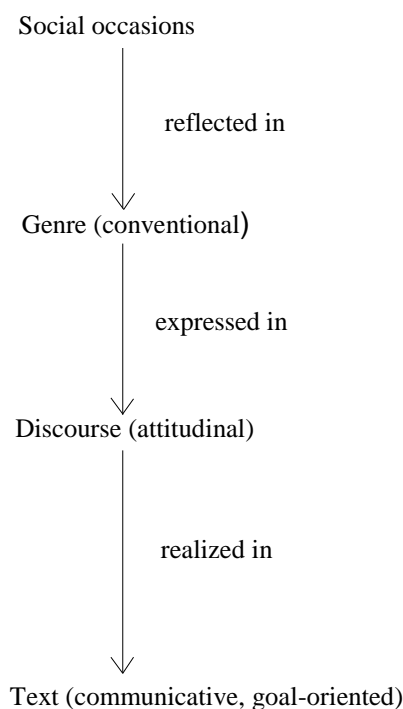 Social occasions
reflected in
Genre (conventional)
expressed in
Discourse (attitudinal)
realized in
Text (communicative, goal-oriented)